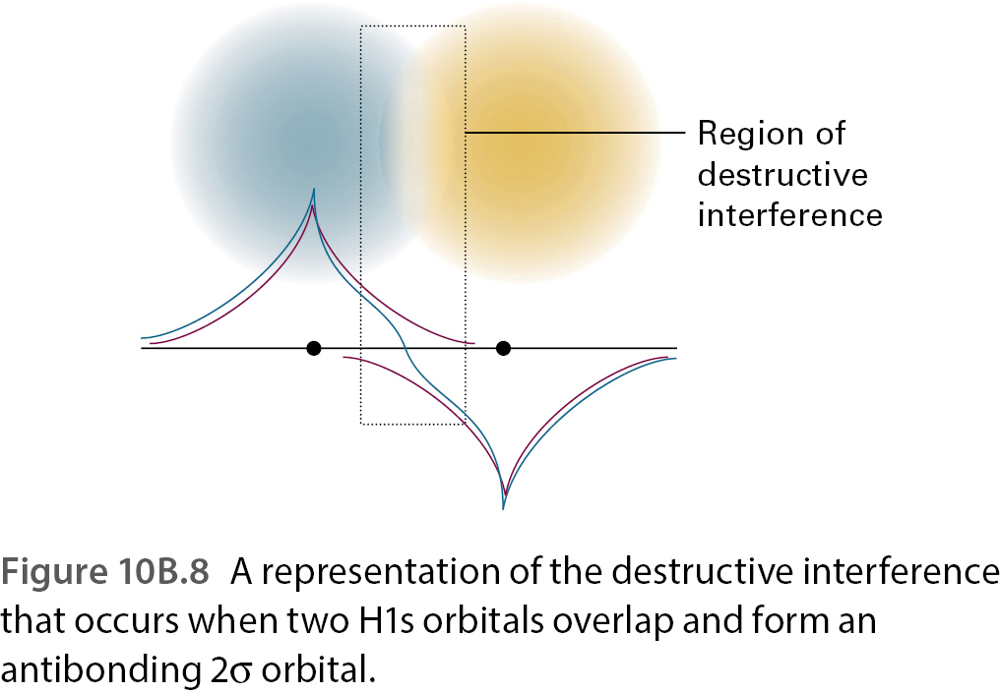 Region of
destructive
interference
Figure 10B.8 A representation of the destructive interference
that occurs when two H1s orbitals overlap and form an
antibonding 2σ orbital.